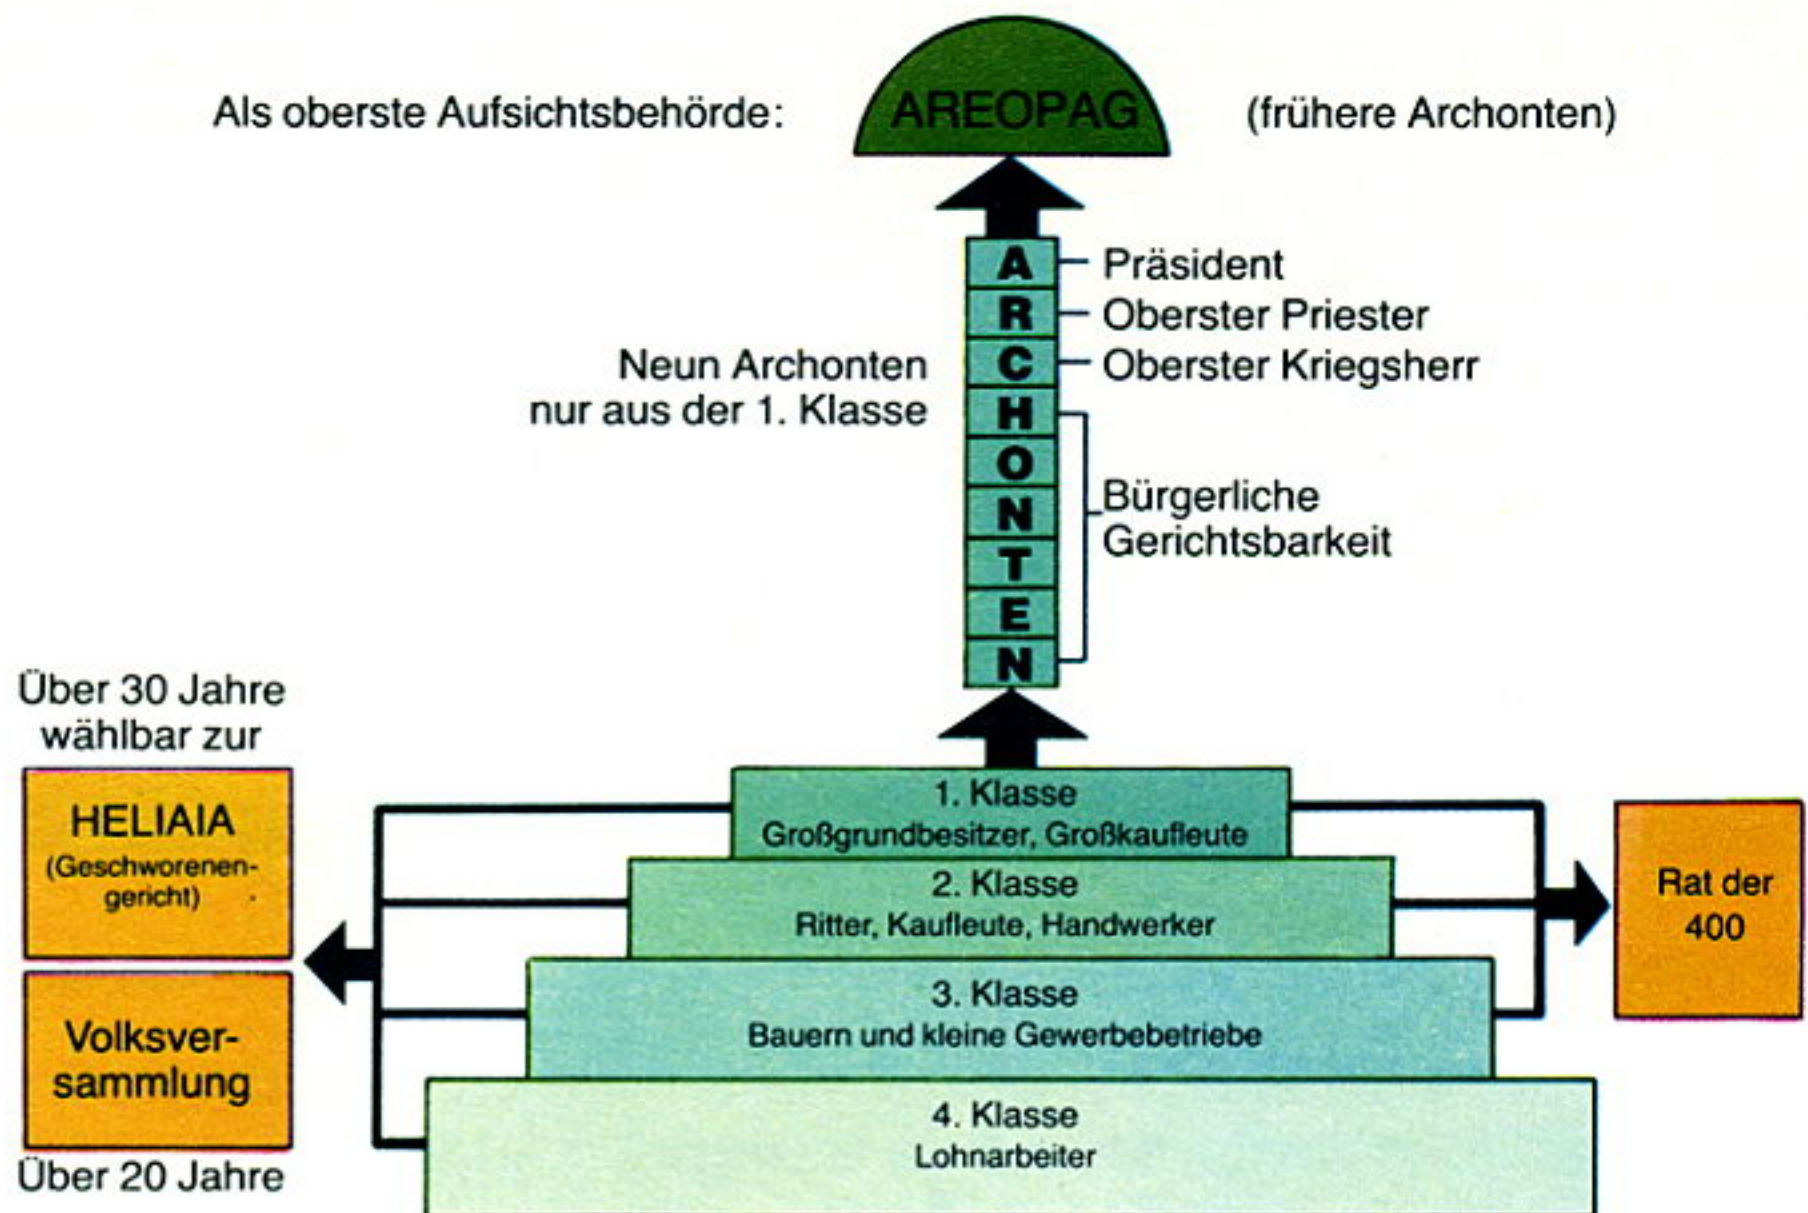 Als oberste Aufsichtsbehörde:
AREOPAG
(frühere Archonten)
A
R
C
H
O
N
T
E
N
Präsident
Oberster Priester
Oberster Kriegsherr
Neun Archonten
nur aus der 1. Klasse
Bürgerliche
Gerichtsbarkeit
Über 30 Jahre
wählbar zur
HELIAIA
(Geschworenen-
gericht)
Volksver-
sammlung
Über 20 Jahre
1. Klasse
Großgrundbesitzer, Großkaufleute
2. Klasse
Ritter, Kaufleute, Handwerker
3. Klasse
Bauern und kleine Gewerbebetriebe
4. Klasse
Lohnarbeiter
Rat der
400